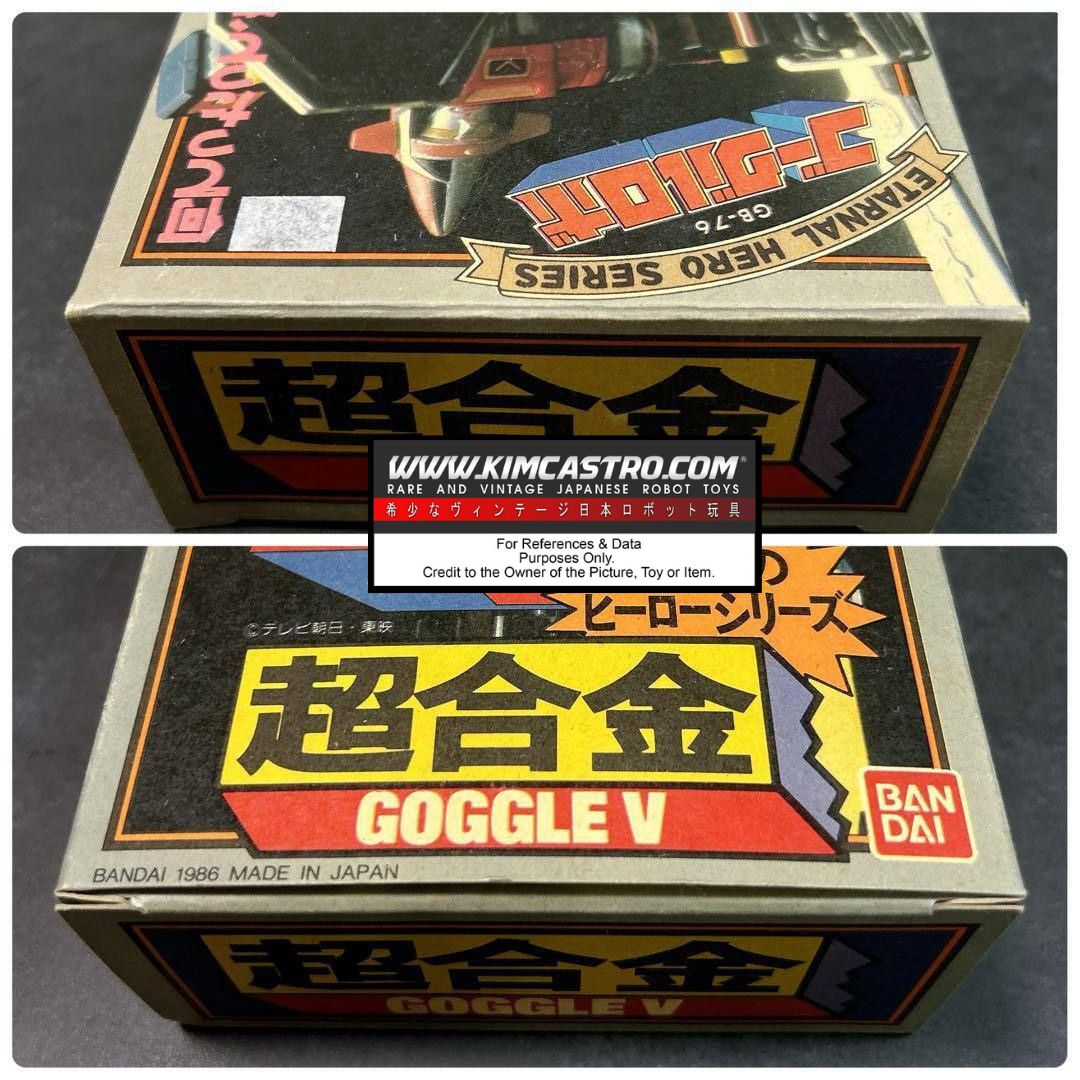 ゴーグルロボ
GB-76
ETARNAL HERO SERIES
超合金
WWW.KIMCASTRO.COM®
RARE AND VINTAGE JAPANESE ROBOT TOYS
希少なヴィンテージ日本ロボット玩具
For References & Data
Purposes Only.
Credit to the Owner of the Picture, Toy or Item.
の
ヒーローシリーズ
©テレビ朝日・東映
超合金
GOGGLE V
BAN
DAI
BANDAI 1986 MADE IN JAPAN
超合金
GOGGLE V